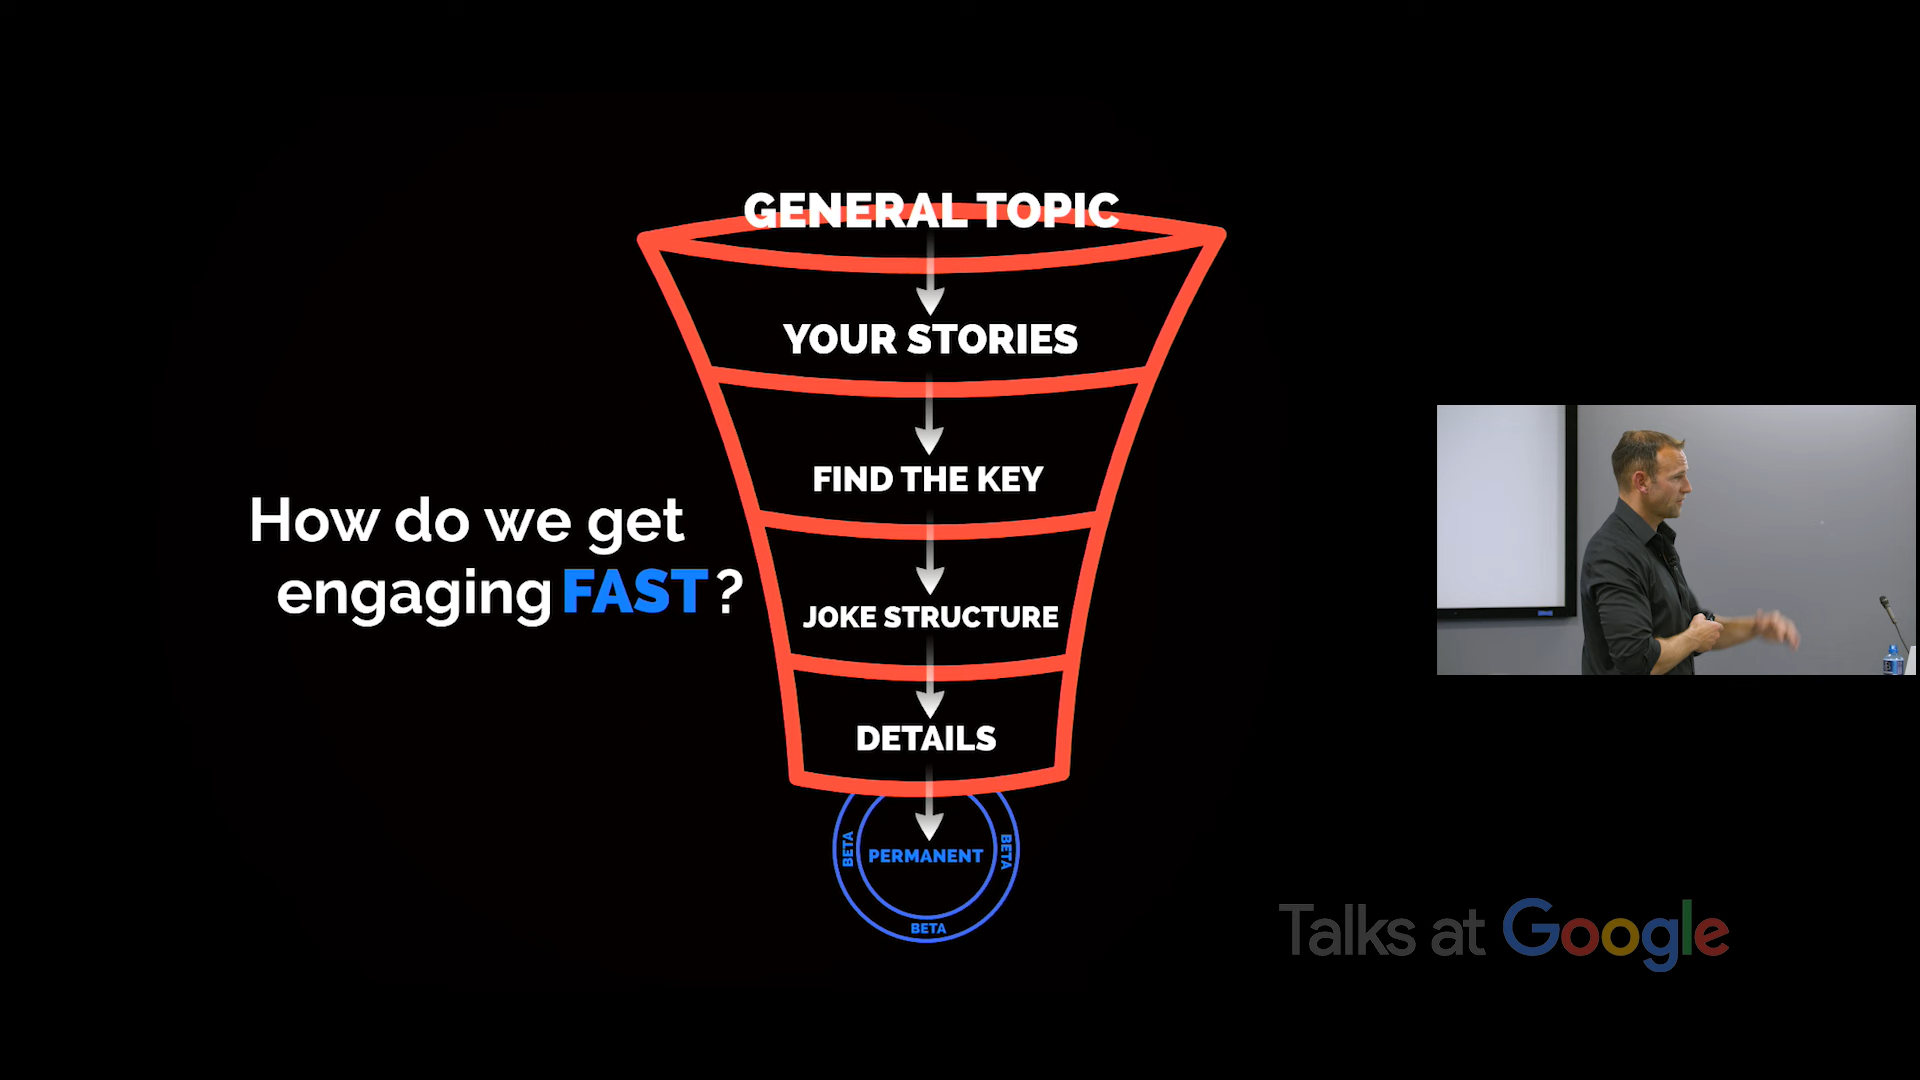 GENERAL TOPIC
YOUR STORIES
FIND THE KEY
JOKE STRUCTURE
DETAILS
How do we get
engaging FAST?
BETA
PERMANENT
BETA
BETA
Talks at Google